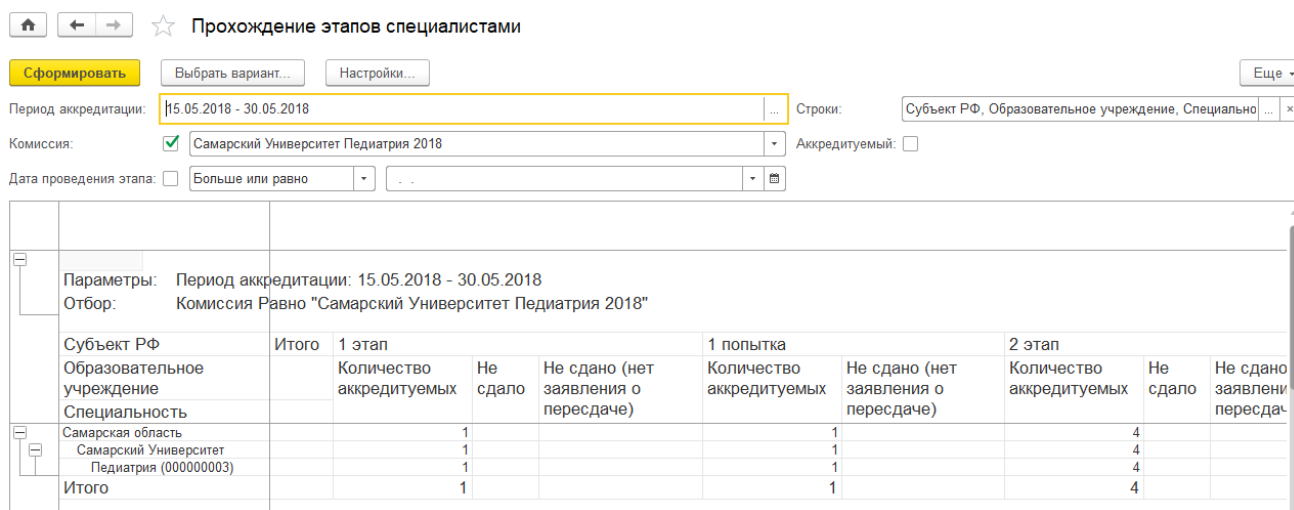 Прохождение этапов специалистами
Сформировать Выбрать вариант... Настройки... Еще
Период аккредитации: 15.05.2018 - 30.05.2018 ... Строки: Субъект РФ, Образовательное учреждение, Специально ... ×
Комиссия: Самарский Университет Педиатрия 2018 Аккредитуемый:
Дата проведения этапа: Больше или равно . .
Параметры: Период аккредитации: 15.05.2018 - 30.05.2018
Отбор: Комиссия Равно "Самарский Университет Педиатрия 2018"
Субъект РФ Итого 1 этап 1 попытка 2 этап
Образовательное Количество Не Не сдано (нет Количество Не сдано (нет Количество Не Не сдано
учреждение аккредитуемых сдало заявления о аккредитуемых заявления о аккредитуемых сдало заявлени
Специальность пересдаче) пересдаче) пересдач
Самарская область 1 1 4
Самарский Университет 1 1 4
Педиатрия (000000003) 1 1 4
Итого 1 1 4